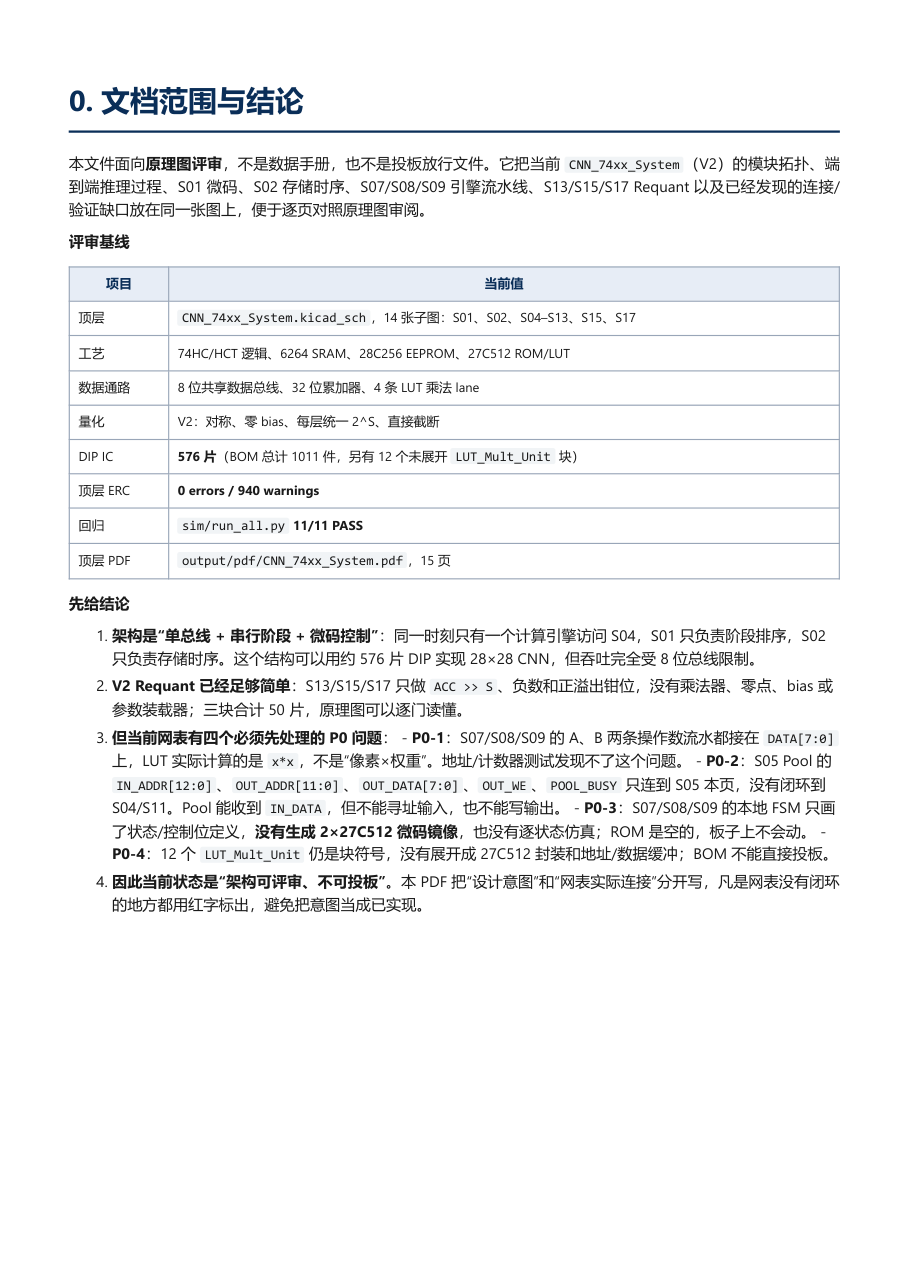 0. 文档范围与结论
本文件面向原理图评审，不是数据手册，也不是投板放行文件。它把当前 CNN_74xx_System（V2）的模块拓扑、端
到端推理过程、S01 微码、S02 存储时序、S07/S08/S09 引擎流水线、S13/S15/S17 Requant 以及已经发现的连接/
验证缺口放在同一张图上，便于逐页对照原理图审阅。
评审基线
项目 当前值
顶层 CNN_74xx_System.kicad_sch，14 张子图：S01、S02、S04–S13、S15、S17
工艺 74HC/HCT 逻辑、6264 SRAM、28C256 EEPROM、27C512 ROM/LUT
数据通路 8 位共享数据总线、32 位累加器、4 条 LUT 乘法 lane
量化 V2：对称、零 bias、每层统一 2^S、直接截断
DIP IC 576 片（BOM 总计 1011 件，另有 12 个未展开 LUT_Mult_Unit 块）
顶层 ERC 0 errors / 940 warnings
回归 sim/run_all.py 11/11 PASS
顶层 PDF output/pdf/CNN_74xx_System.pdf，15 页
先给结论
1. 架构是“单总线 + 串行阶段 + 微码控制”：同一时刻只有一个计算引擎访问 S04，S01 只负责阶段排序，S02
只负责存储时序。这个结构可以用约 576 片 DIP 实现 28×28 CNN，但吞吐完全受 8 位总线限制。
2. V2 Requant 已经足够简单：S13/S15/S17 只做 ACC >> S、负数和正溢出钳位，没有乘法器、零点、bias 或
参数装载器；三块合计 50 片，原理图可以逐门读懂。
3. 但当前网表有四个必须先处理的 P0 问题： - P0-1：S07/S08/S09 的 A、B 两条操作数流水都接在 DATA[7:0]
上，LUT 实际计算的是 x*x，不是“像素×权重”。地址/计数器测试发现不了这个问题。 - P0-2：S05 Pool 的
IN_ADDR[12:0]、OUT_ADDR[11:0]、OUT_DATA[7:0]、OUT_WE、POOL_BUSY 只连到 S05 本页，没有闭环到
S04/S11。Pool 能收到 IN_DATA，但不能寻址输入，也不能写输出。 - P0-3：S07/S08/S09 的本地 FSM 只画
了状态/控制位定义，没有生成 2×27C512 微码镜像，也没有逐状态仿真；ROM 是空的，板子上不会动。 -
P0-4：12 个 LUT_Mult_Unit 仍是块符号，没有展开成 27C512 封装和地址/数据缓冲；BOM 不能直接投板。
4. 因此当前状态是“架构可评审、不可投板”。本 PDF 把“设计意图”和“网表实际连接”分开写，凡是网表没有闭环
的地方都用红字标出，避免把意图当成已实现。